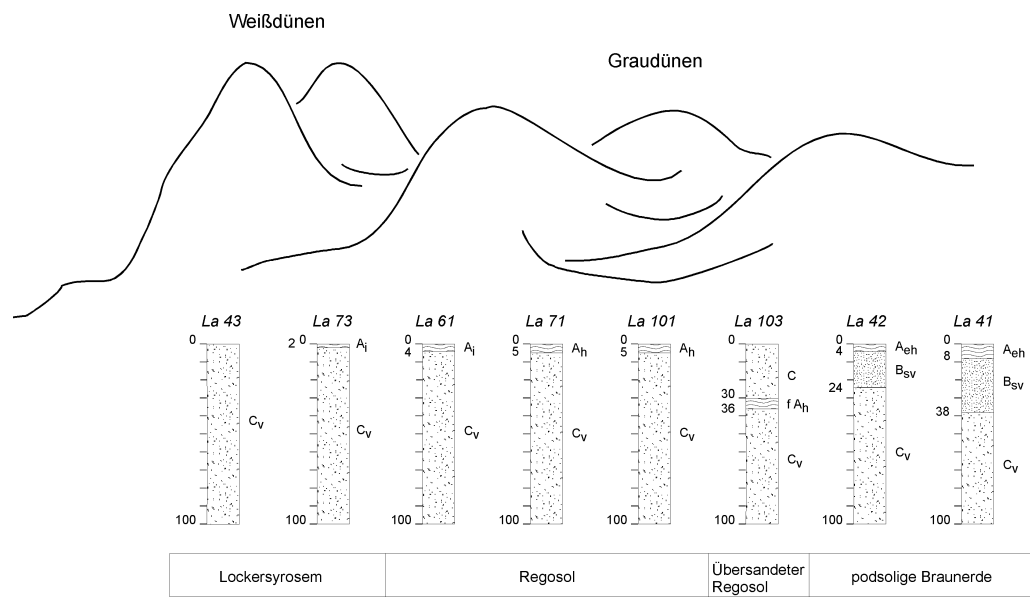 Weißdünen
Graudünen
La 43 La 73 La 61 La 71 La 101 La 103 La 42 La 41
0 2 0 Ai 0 4 Ai 0 5 Ah 0 5 Ah 0 0 4 Aeh 0 8 Aeh
C Bsv Bsv
30 24
36 f Ah 38
Cv Cv Cv Cv Cv Cv Cv Cv
100 100 100 100 100 100 100 100
Lockersyrosem Regosol Übersandeter Regosol podsolige Braunerde